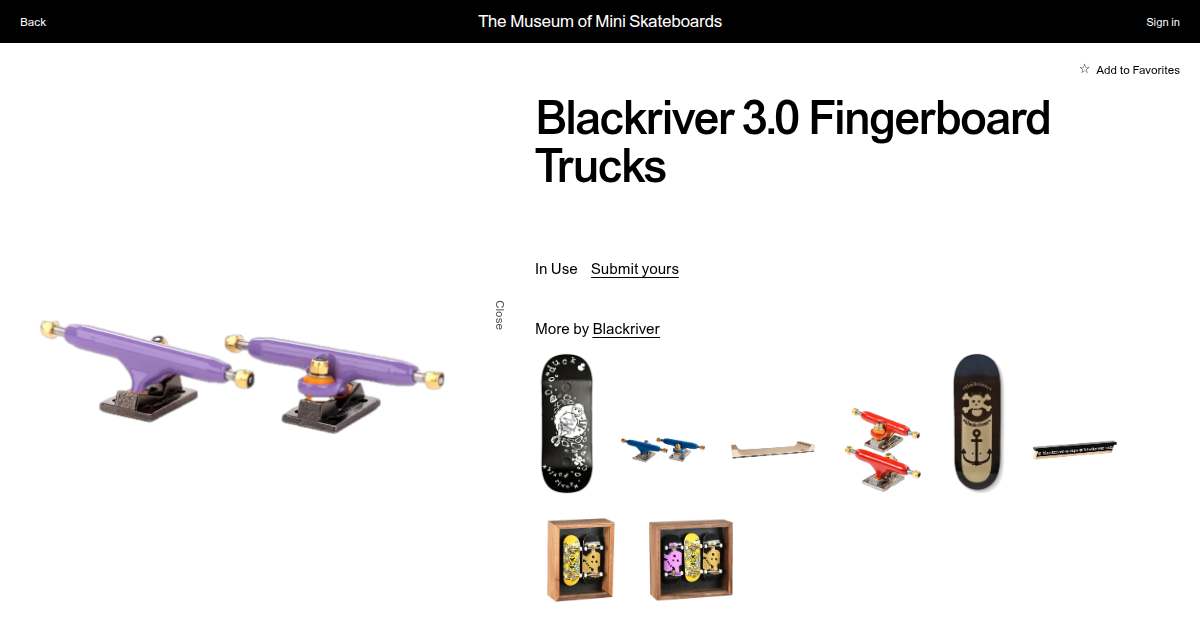 Back
The Museum of Mini Skateboards
Sign in
☆ Add to Favorites
Blackriver 3.0 Fingerboard
Trucks
In Use Submit yours
Close
More by Blackriver